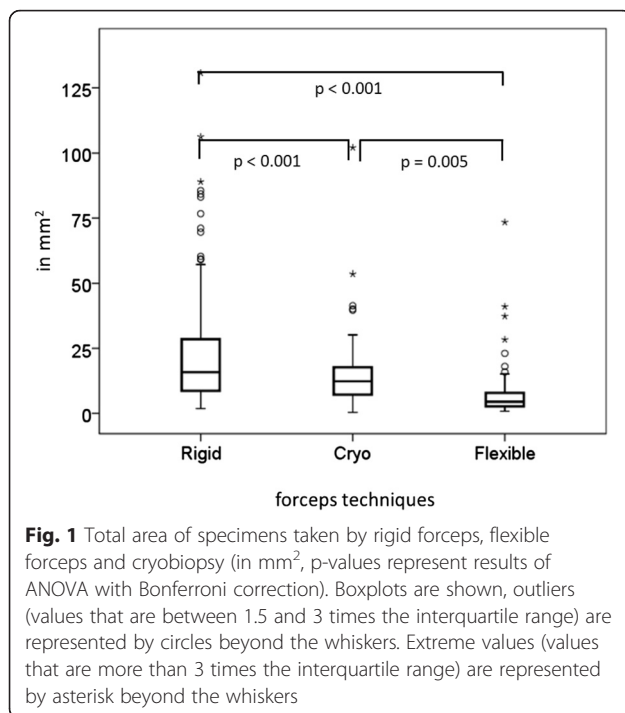 125
p < 0.001
100
p < 0.001
p = 0.005
75
in mm²
50
25
0
Rigid Cryo Flexible
forceps techniques
Fig. 1 Total area of specimens taken by rigid forceps, flexible
forceps and cryobiopsy (in mm², p-values represent results of
ANOVA with Bonferroni correction). Boxplots are shown, outliers
(values that are between 1.5 and 3 times the interquartile range) are
represented by circles beyond the whiskers. Extreme values (values
that are more than 3 times the interquartile range) are represented
by asterisk beyond the whiskers